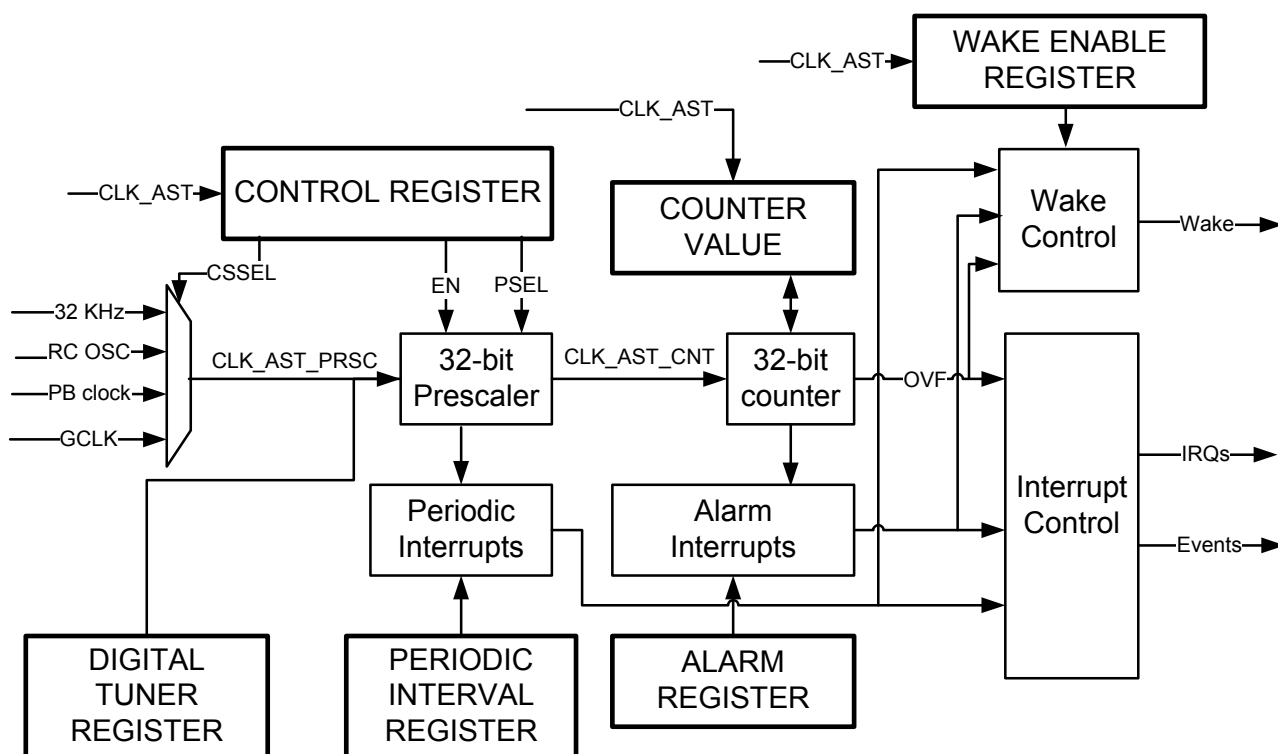 WAKE ENABLE
REGISTER
CLK_AST
CLK_AST
CONTROL REGISTER
CLK_AST
COUNTER
VALUE
Wake
Control
Wake
CSSEL
EN
PSEL
32 KHz
RC OSC
PB clock
GCLK
CLK_AST_PRSC
32-bit
Prescaler
CLK_AST_CNT
32-bit
counter
OVF
Interrupt
Control
IRQs
Events
Periodic
Interrupts
Alarm
Interrupts
DIGITAL
TUNER
REGISTER
PERIODIC
INTERVAL
REGISTER
ALARM
REGISTER